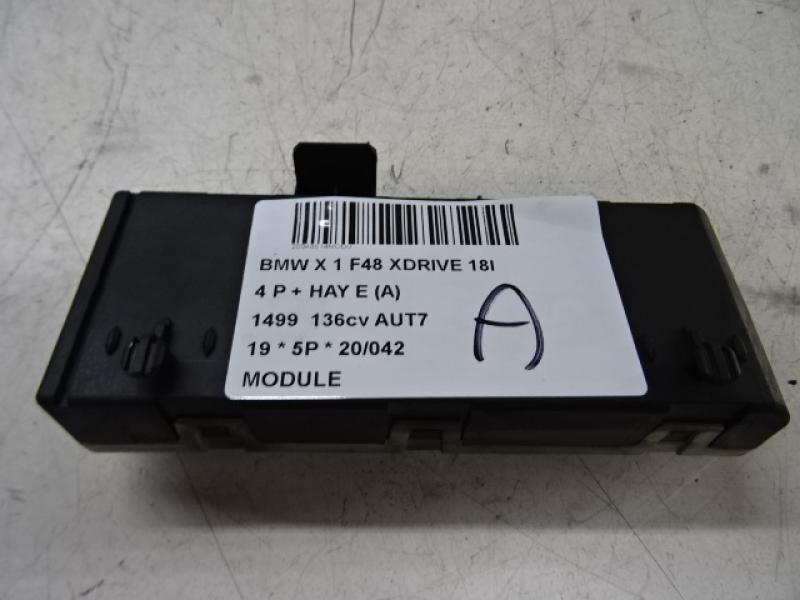 BMW X 1 F48 XDRIVE 18I
4 P + HAY E (A)
1499 136cv AUT7
19 * 5P * 20/042
MODULE
A